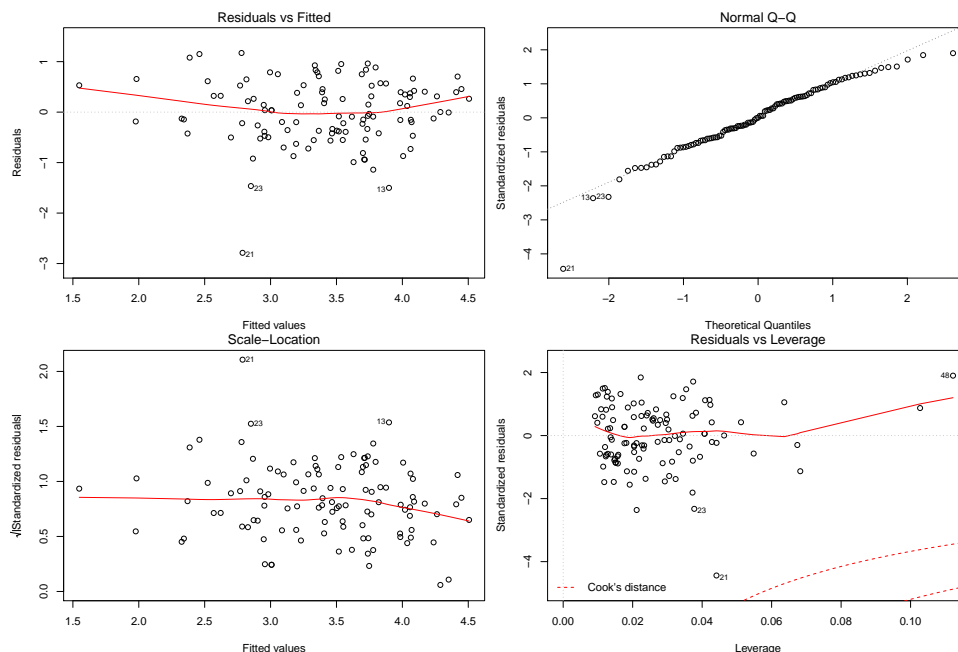 Residuals vs Fitted
Residuals
1
0
−1
−2
−3
23
13
21
1.5 2.0 2.5 3.0 3.5 4.0 4.5
Fitted values
Normal Q−Q
Standardized residuals
2
1
0
−1
−2
−3
−4
13 23
21
−2 −1 0 1 2
Theoretical Quantiles
Scale−Location
√|Standardized residuals|
2.0
1.5
1.0
0.5
0.0
21
23
13
1.5 2.0 2.5 3.0 3.5 4.0 4.5
Fitted values
Residuals vs Leverage
Standardized residuals
2
0
−2
−4
48
23
21
Cook's distance
0.00 0.02 0.04 0.06 0.08 0.10
Leverage